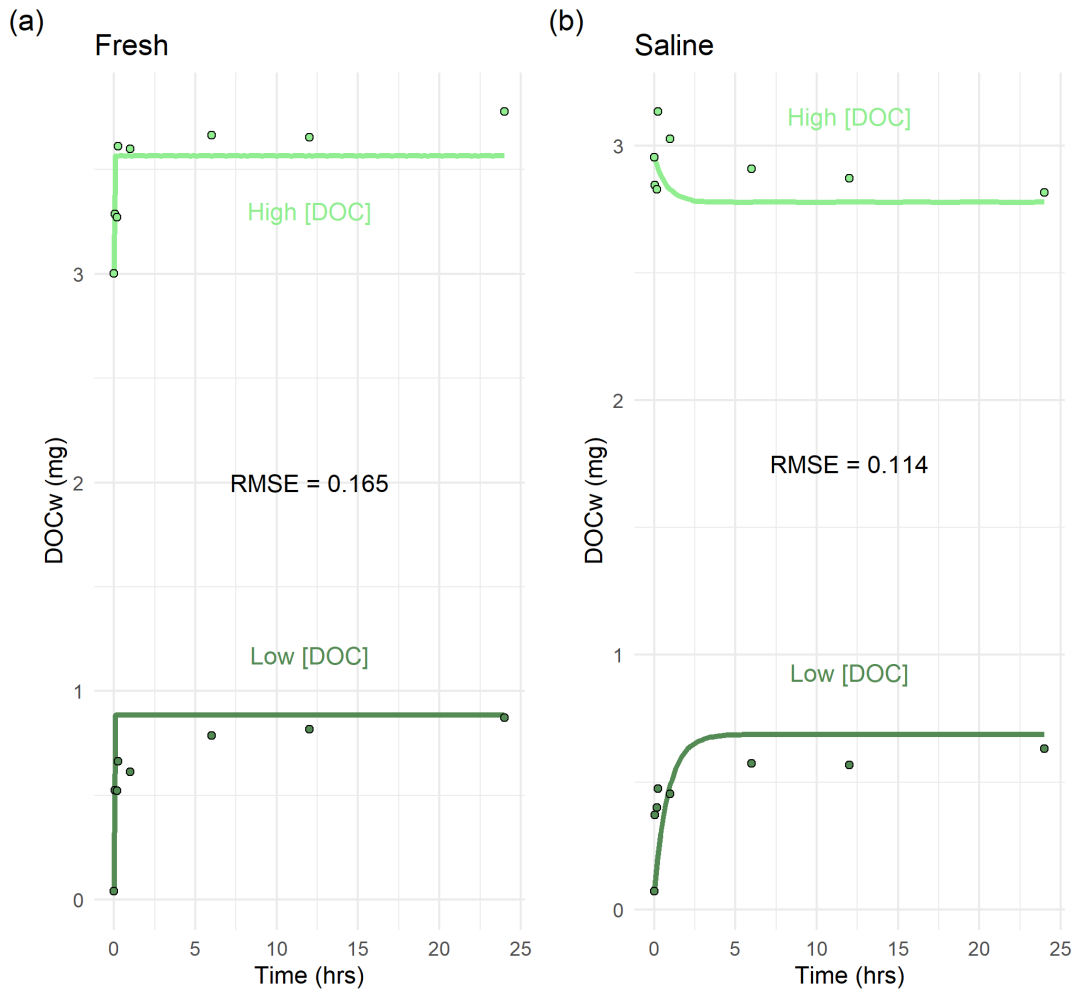 (a)
Fresh
High [DOC]
RMSE = 0.165
Low [DOC]
DOCw (mg)
3
2
1
0
0 5 10 15 20 25
Time (hrs)
(b)
Saline
High [DOC]
RMSE = 0.114
Low [DOC]
DOCw (mg)
3
2
1
0
0 5 10 15 20 25
Time (hrs)